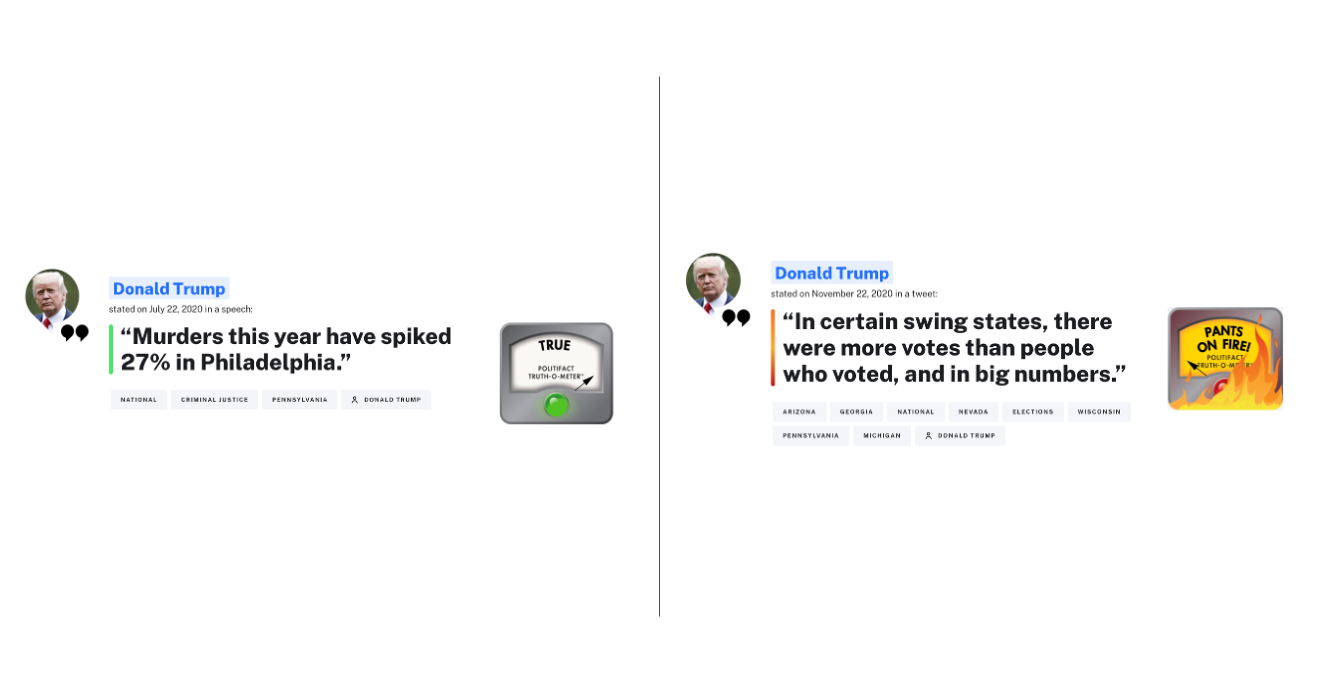 Donald Trump
stated on July 22, 2020 in a speech:
“Murders this year have spiked
27% in Philadelphia.”
NATIONAL
CRIMINAL JUSTICE
PENNSYLVANIA
DONALD TRUMP
TRUE
POLITIFACT
TRUTH-O-METER™
Donald Trump
stated on November 22, 2020 in a tweet:
“In certain swing states, there
were more votes than people
who voted, and in big numbers.”
ARIZONA
GEORGIA
NATIONAL
NEVADA
ELECTIONS
WISCONSIN
PENNSYLVANIA
MICHIGAN
DONALD TRUMP
PANTS
ON FIRE!
POLITIFACT
TRUTH-O-METER™